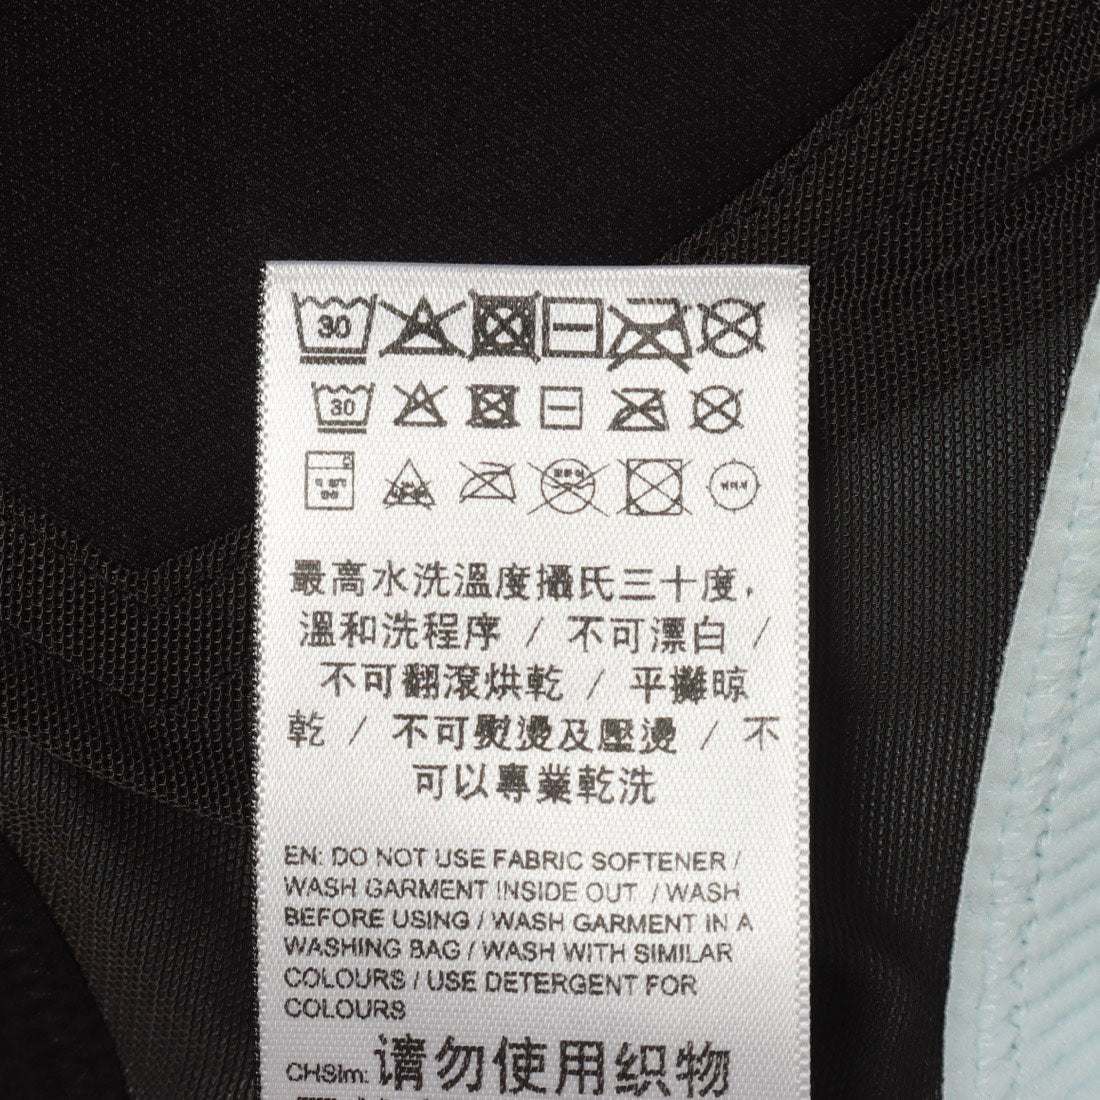 30
30
最高水洗溫度攝氏三十度,
溫和洗程序 / 不可漂白 /
不可翻滾烘乾 / 平攤晾
乾 / 不可熨燙及壓燙 / 不
可以專業乾洗
EN: DO NOT USE FABRIC SOFTENER /
WASH GARMENT INSIDE OUT / WASH
BEFORE USING / WASH GARMENT IN A
WASHING BAG / WASH WITH SIMILAR
COLOURS / USE DETERGENT FOR
COLOURS
CHSIm: 请勿使用织物